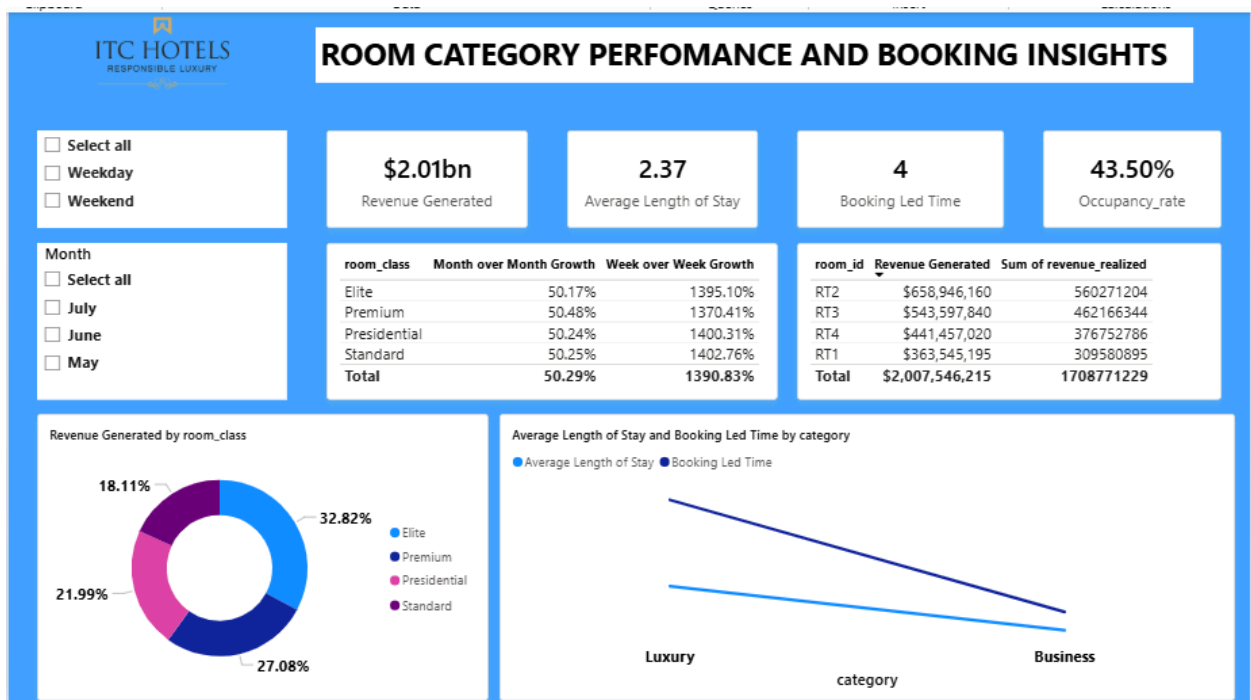 ITC HOTELS
RESPONSIBLE LUXURY
ROOM CATEGORY PERFOMANCE AND BOOKING INSIGHTS
Select all
Weekday
Weekend
$2.01bn
Revenue Generated
2.37
Average Length of Stay
4
Booking Led Time
43.50%
Occupancy_rate
Month
Select all
July
June
May
room_class Month over Month Growth Week over Week Growth
Elite 50.17% 1395.10%
Premium 50.48% 1370.41%
Presidential 50.24% 1400.31%
Standard 50.25% 1402.76%
Total 50.29% 1390.83%
room_id Revenue Generated Sum of revenue_realized
RT2 $658,946,160 560271204
RT3 $543,597,840 462166344
RT4 $441,457,020 376752786
RT1 $363,545,195 309580895
Total $2,007,546,215 1708771229
Revenue Generated by room_class
18.11%
32.82%
21.99%
27.08%
Elite
Premium
Presidential
Standard
Average Length of Stay and Booking Led Time by category
Average Length of Stay Booking Led Time
Luxury Business
category